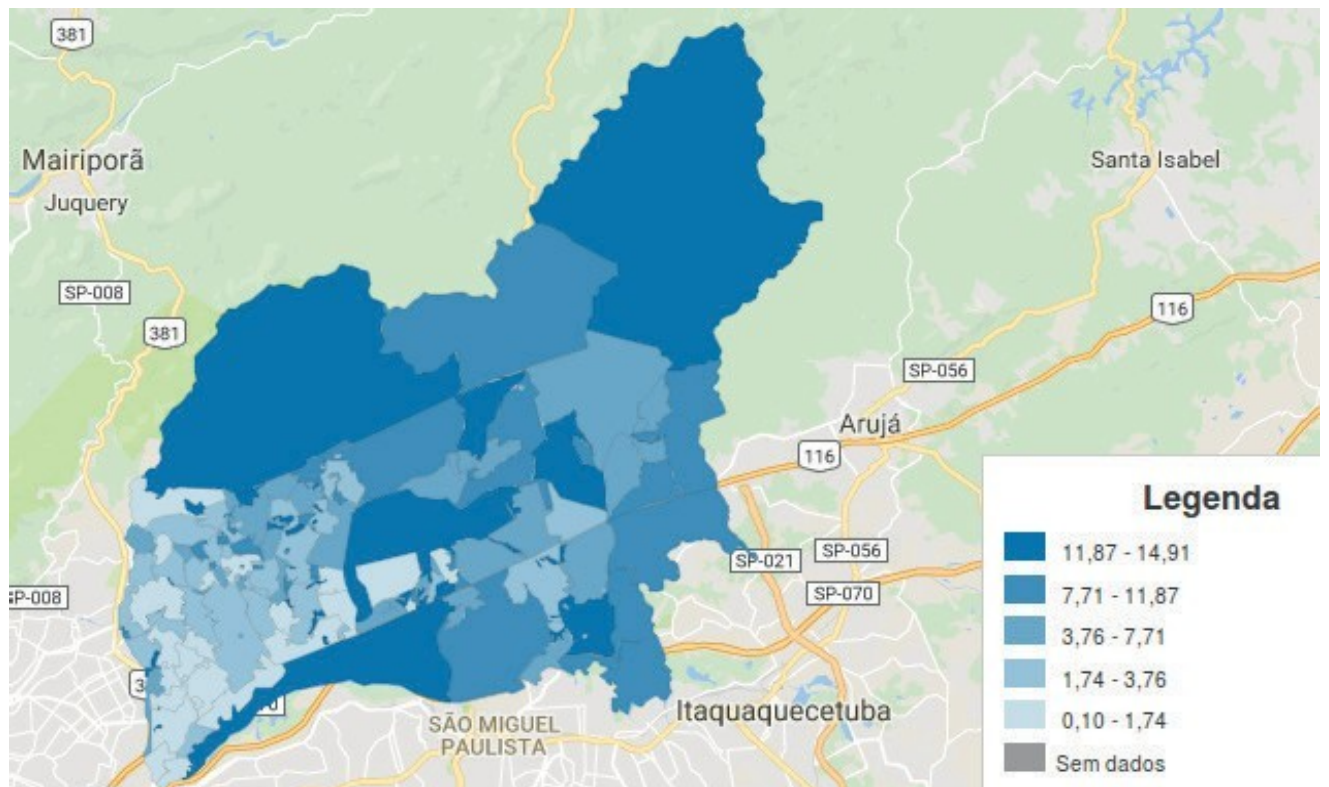 381
Mairiporã
Juquery
SP-008
381
Santa Isabel
116
SP-056
Arujá
116
SP-021
SP-056
SP-070
SP-008
3
SÃO MIGUEL
PAULISTA
Itaquaquecetuba
Legenda
11,87 - 14,91
7,71 - 11,87
3,76 - 7,71
1,74 - 3,76
0,10 - 1,74
Sem dados